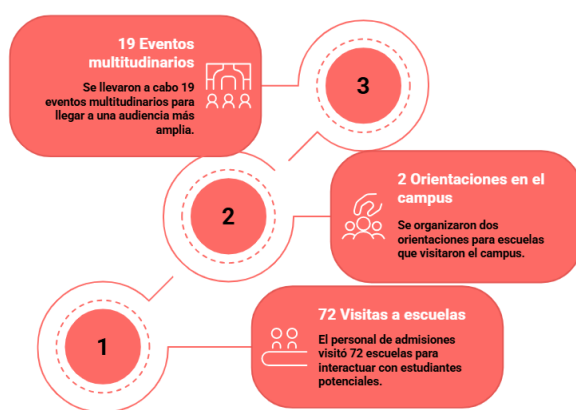 19 Eventos
multitudinarios
Se llevaron a cabo 19
eventos multitudinarios para
llegar a una audiencia más
amplia.
3
2
2 Orientaciones en el
campus
Se organizaron dos
orientaciones para escuelas
que visitaron el campus.
1
72 Visitas a escuelas
El personal de admisiones
visitó 72 escuelas para
interactuar con estudiantes
potenciales.